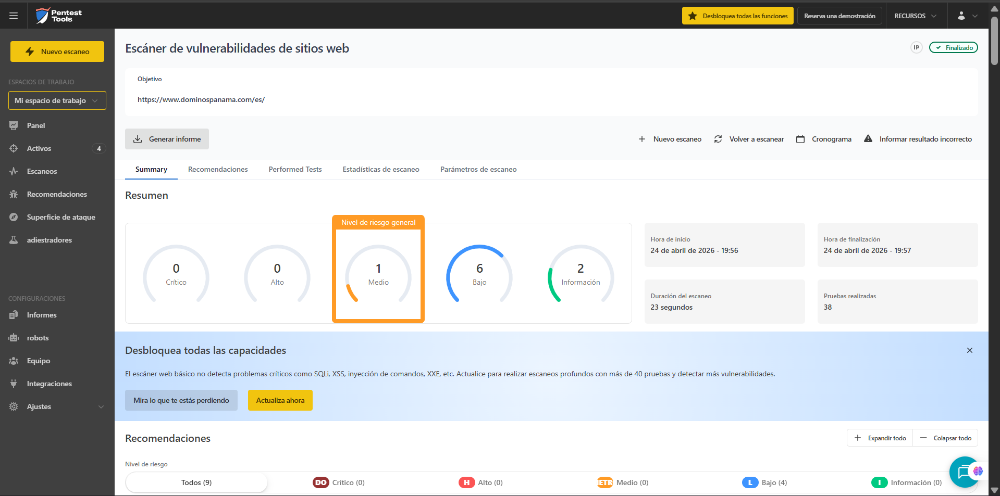 Pentest
Tools
Desbloquea todas las funciones
Reserva una demostración
RECURSOS
Nuevo escaneo
ESPACIOS DE TRABAJO
Mi espacio de trabajo
Panel
Activos 4
Escaneos
Recomendaciones
Superficie de ataque
adiestradores
CONFIGURACIONES
Informes
robots
Equipo
Integraciones
Ajustes
Escáner de vulnerabilidades de sitios web
IP
Finalizado
Objetivo
https://www.dominospanama.com/es/
Generar informe
Nuevo escaneo
Volver a escanear
Cronograma
Informar resultado incorrecto
Summary
Recomendaciones
Performed Tests
Estadísticas de escaneo
Parámetros de escaneo
Resumen
Nivel de riesgo general
0
Crítico
0
Alto
1
Medio
6
Bajo
2
Información
Hora de inicio
24 de abril de 2026 - 19:56
Hora de finalización
24 de abril de 2026 - 19:57
Duración del escaneo
23 segundos
Pruebas realizadas
38
Desbloquea todas las capacidades
El escáner web básico no detecta problemas críticos como SQLi, XSS, inyección de comandos, XXE, etc. Actualice para realizar escaneos profundos con más de 40 pruebas y detectar más vulnerabilidades.
Mira lo que te estás perdiendo
Actualiza ahora
Recomendaciones
Expandir todo
Colapsar todo
Nivel de riesgo
Todos (9)
DO Crítico (0)
H Alto (0)
ETR Medio (0)
L Bajo (4)
I Información (0)